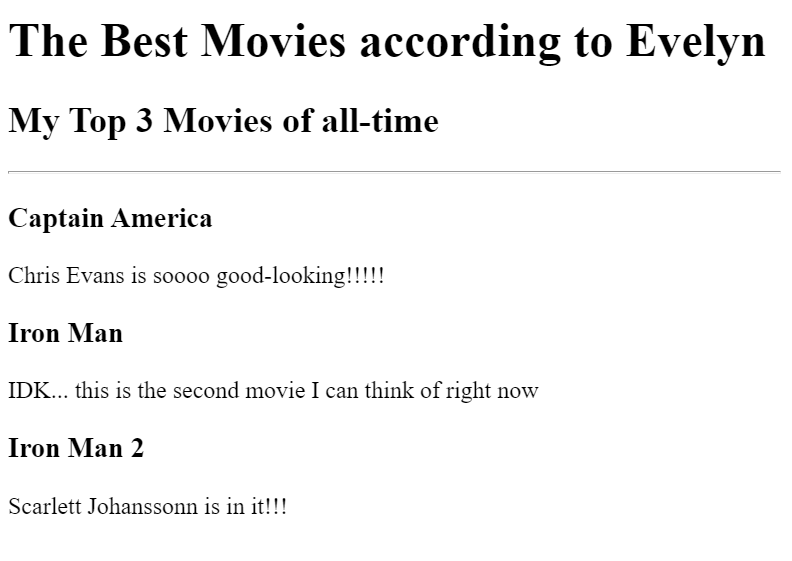 The Best Movies according to Evelyn
My Top 3 Movies of all-time
Captain America
Chris Evans is soooo good-looking!!!!!
Iron Man
IDK... this is the second movie I can think of right now
Iron Man 2
Scarlett Johanssonn is in it!!!